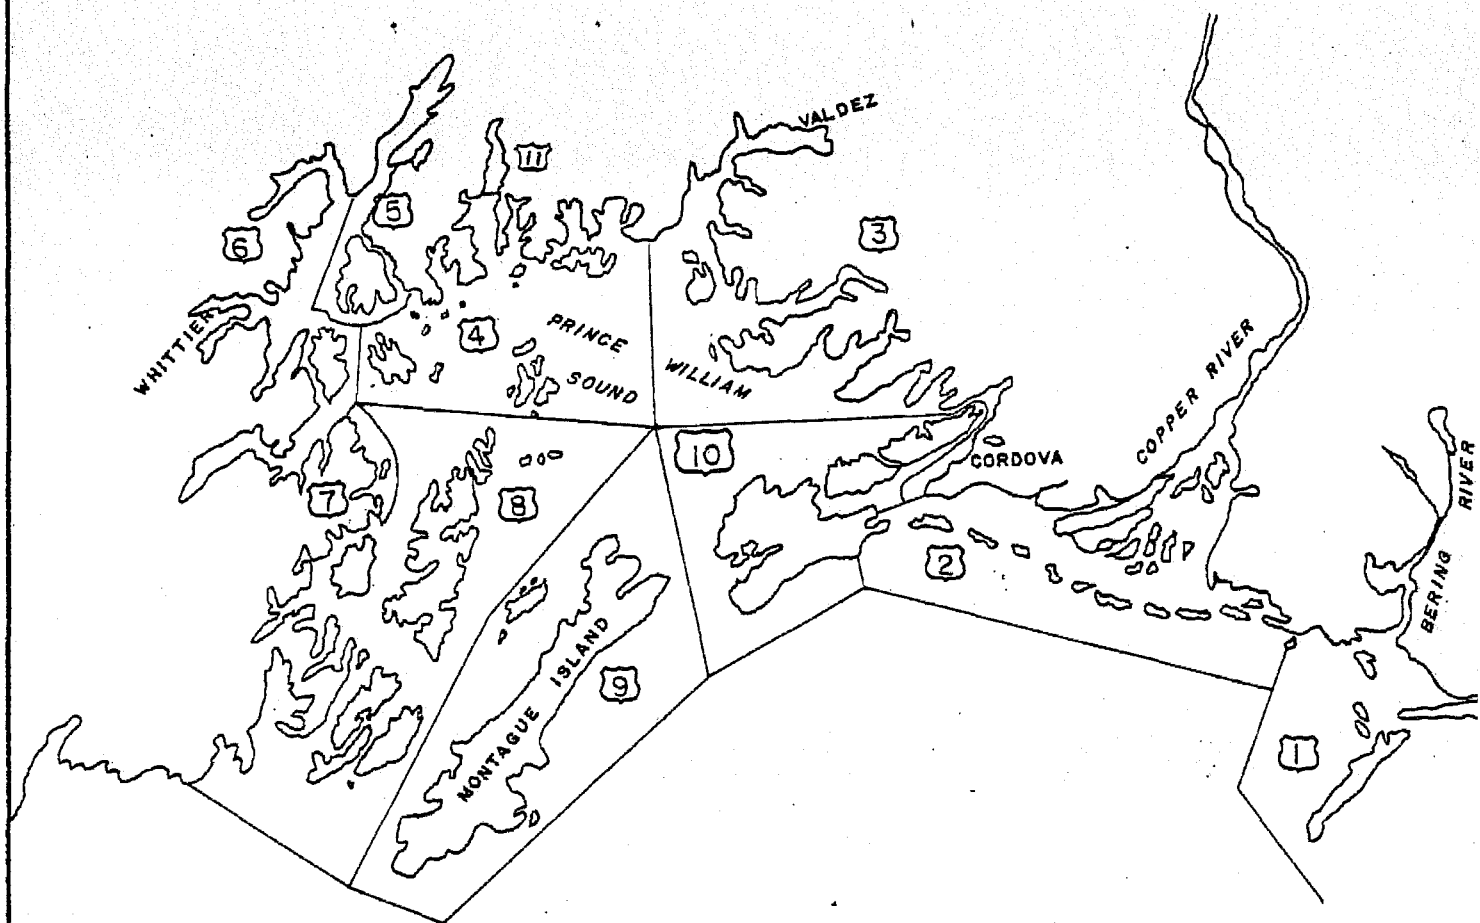 VALDEZ
11
5
3
6
4
PRINCE
WILLIAM
SOUND
WHITTIER
COPPER RIVER
10
CORDOVA
7
8
2
BERING
RIVER
9
MONTAGUE ISLAND
1